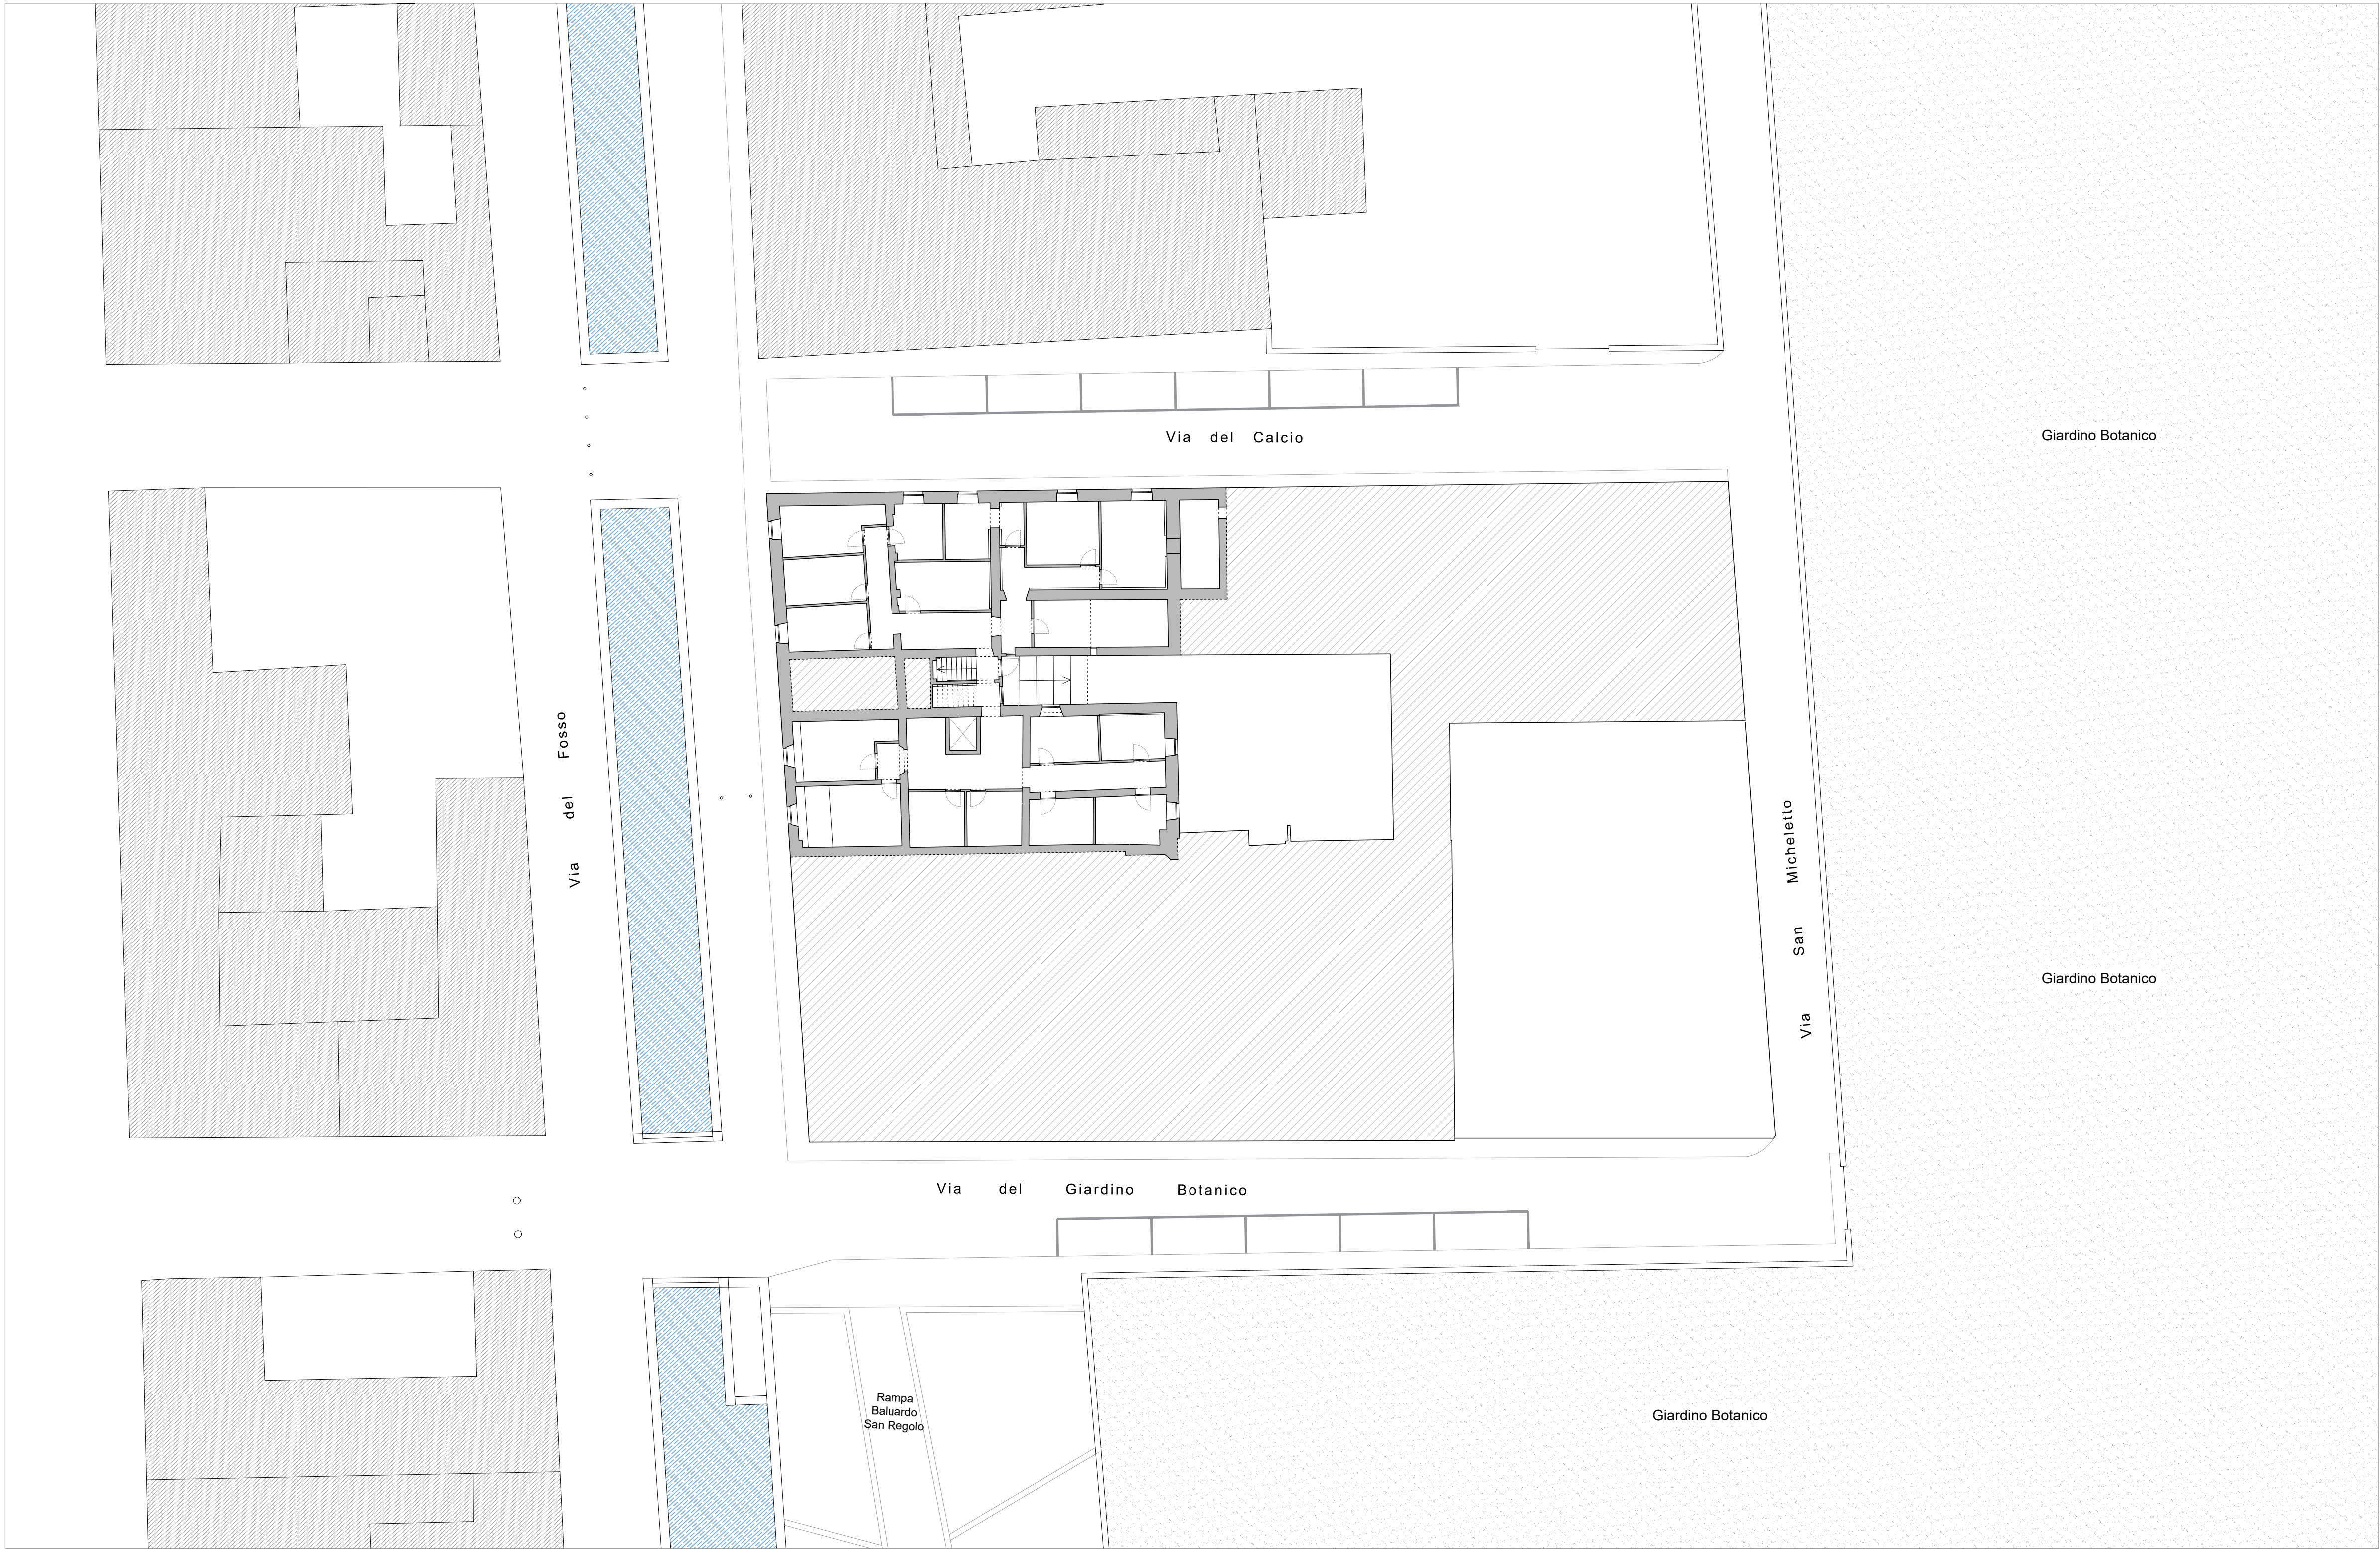 Via del Calcio
Giardino Botanico
Via del Fosso
Via San Micheletto
Giardino Botanico
Via del Giardino Botanico
Rampa
Baluardo
San Regolo
Giardino Botanico